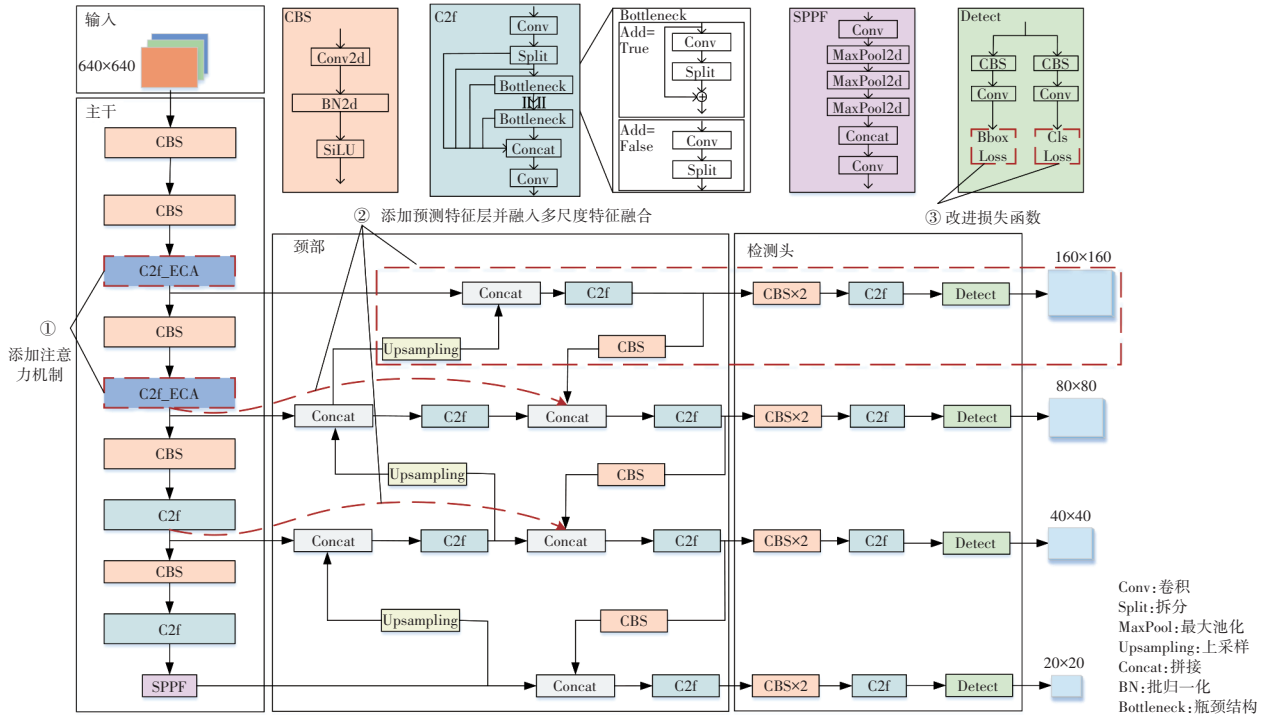 输入
640×640
主干
CBS
CBS
C2f_ECA
CBS
C2f_ECA
CBS
C2f
CBS
C2f
SPPF
①
添加注意
力机制
CBS
Conv2d
BN2d
SiLU
C2f
Conv
Split
Bottleneck
Bottleneck
Concat
Conv
Bottleneck
Add=
True
Conv
Split
Add=
False
Conv
Split
SPPF
Conv
MaxPool2d
MaxPool2d
MaxPool2d
Concat
Conv
Detect
CBS
CBS
Conv
Conv
Bbox
Loss
Cls
Loss
② 添加预测特征层并融入多尺度特征融合
③ 改进损失函数
颈部
检测头
Concat
C2f
CBS×2
C2f
Detect
160×160
Upsampling
CBS
Concat
C2f
Concat
C2f
CBS×2
C2f
Detect
80×80
Upsampling
CBS
Concat
C2f
Concat
C2f
CBS×2
C2f
Detect
40×40
Upsampling
CBS
Concat
C2f
CBS×2
C2f
Detect
20×20
Conv:卷积
Split:拆分
MaxPool:最大池化
Upsampling:上采样
Concat:拼接
BN:批归一化
Bottleneck:瓶颈结构